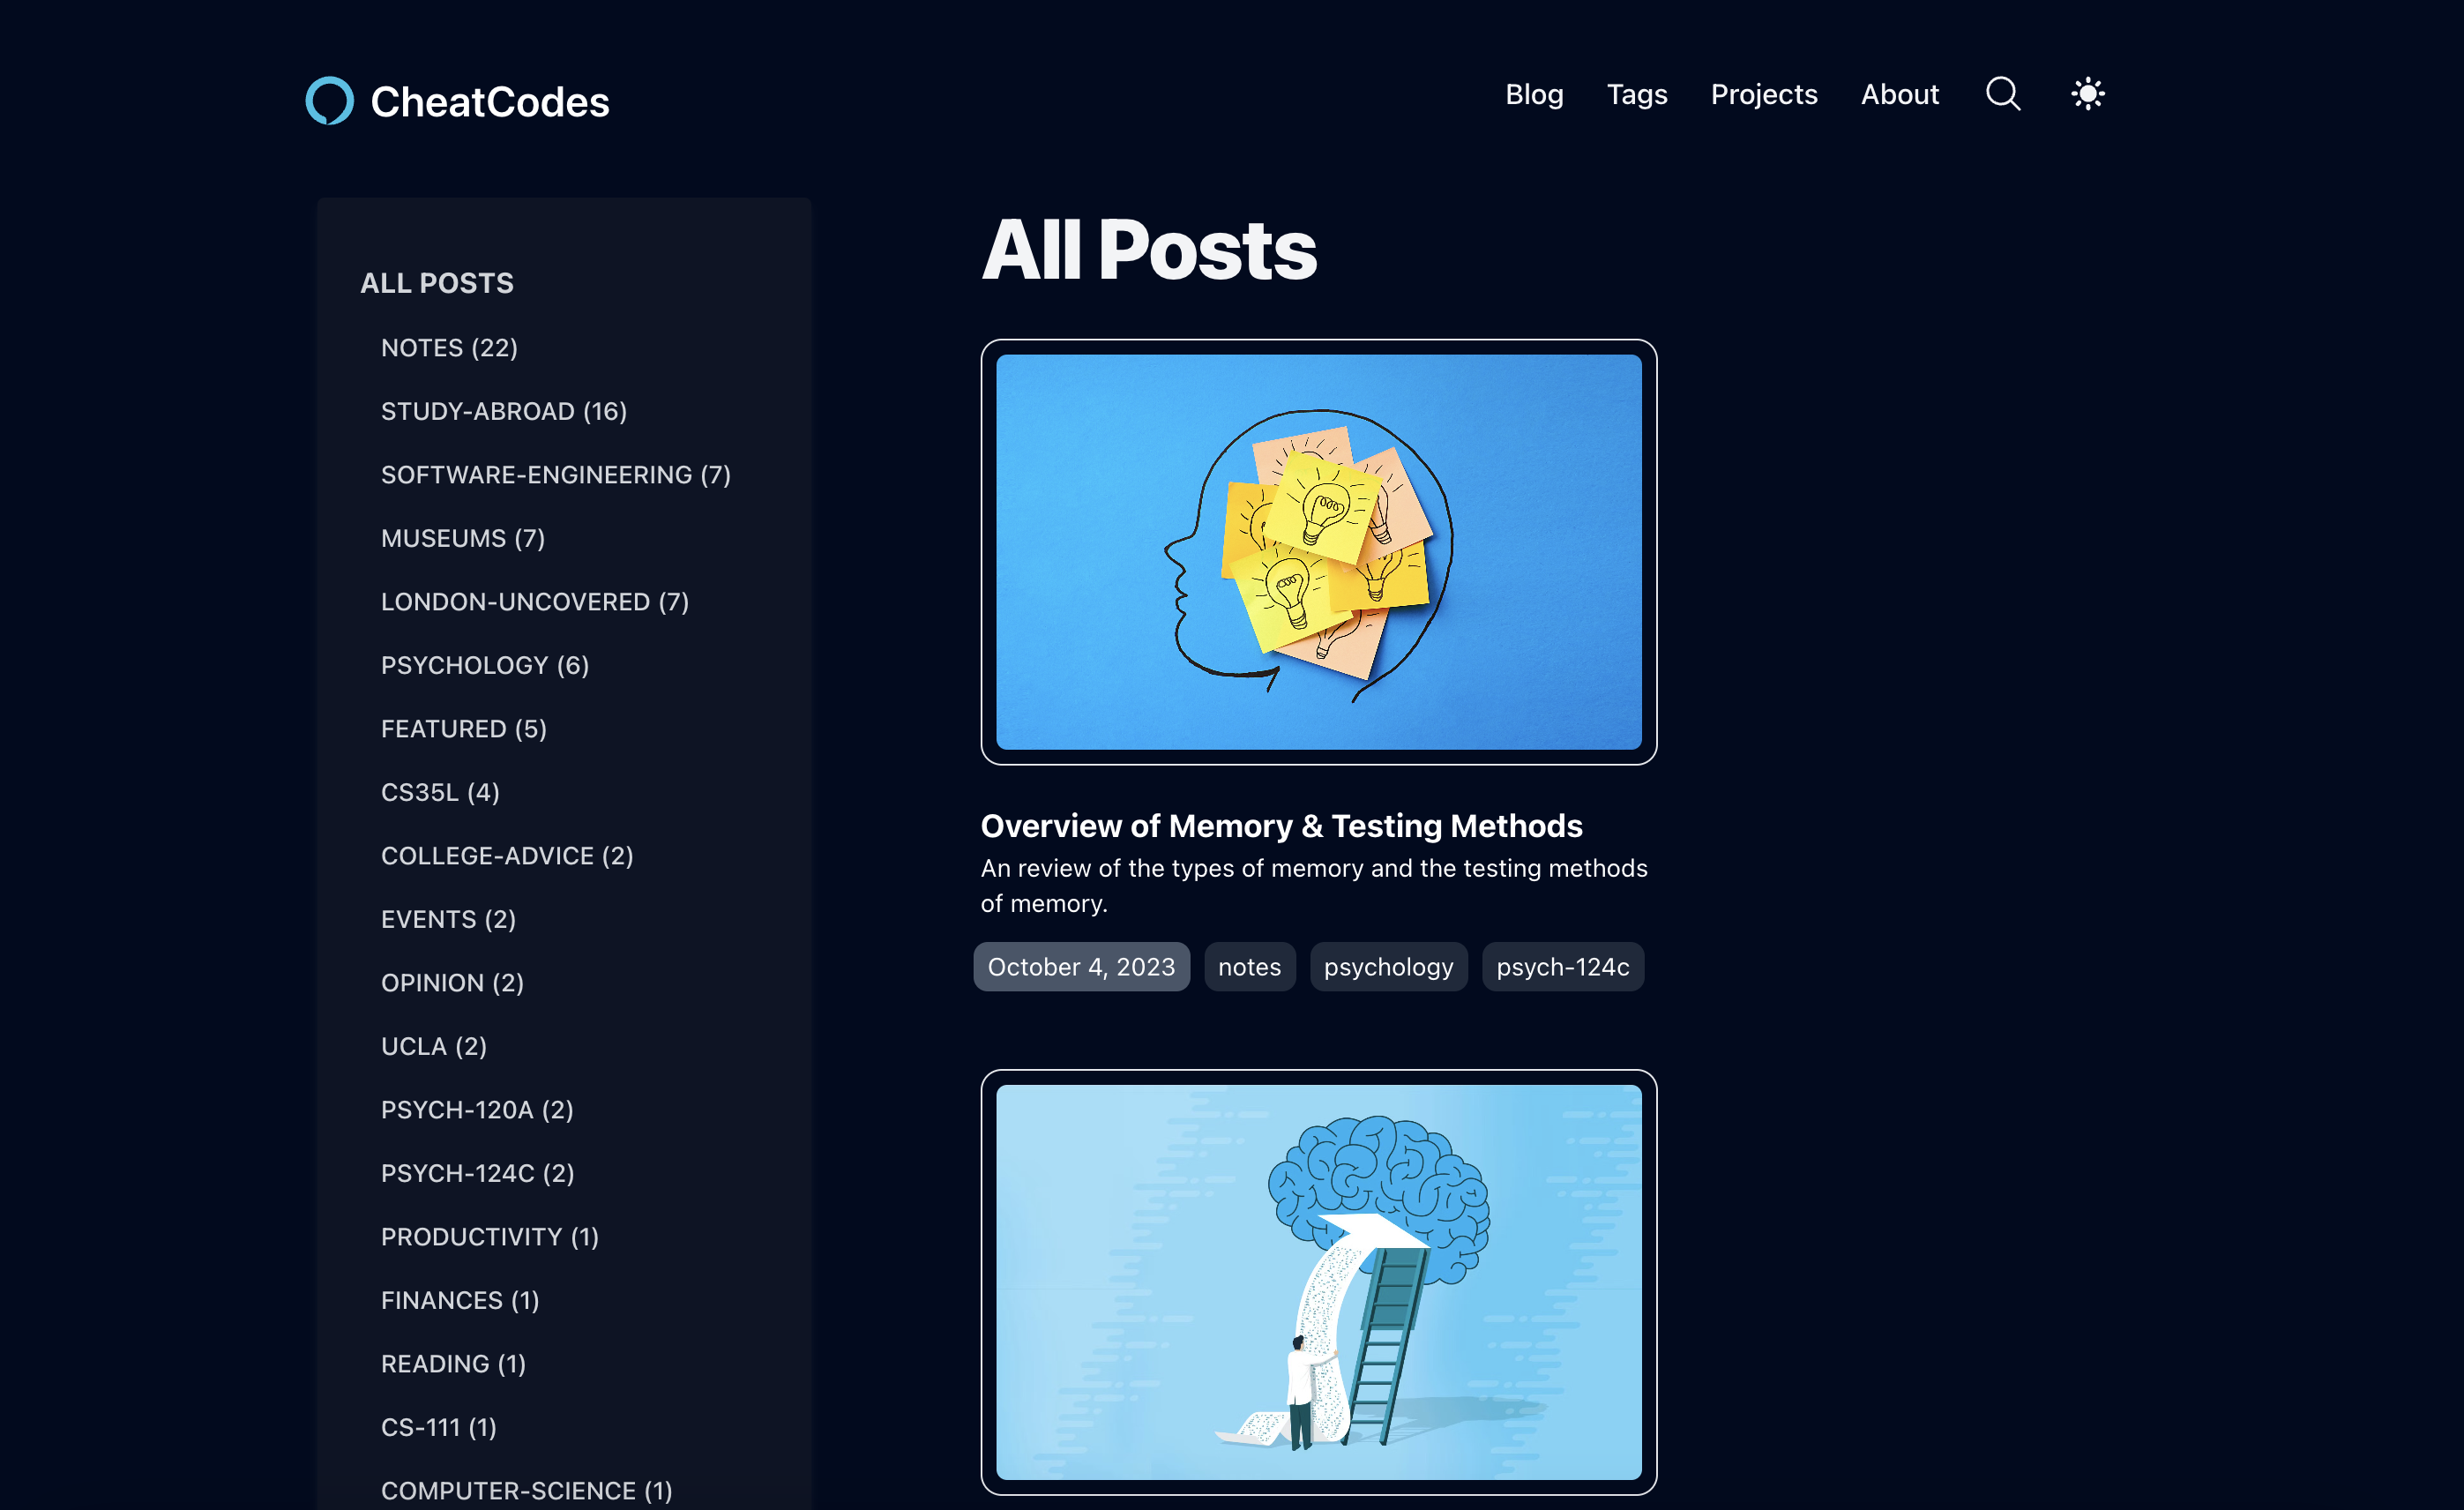 CheatCodes
Blog
Tags
Projects
About
ALL POSTS
NOTES (22)
STUDY-ABROAD (16)
SOFTWARE-ENGINEERING (7)
MUSEUMS (7)
LONDON-UNCOVERED (7)
PSYCHOLOGY (6)
FEATURED (5)
CS35L (4)
COLLEGE-ADVICE (2)
EVENTS (2)
OPINION (2)
UCLA (2)
PSYCH-120A (2)
PSYCH-124C (2)
PRODUCTIVITY (1)
FINANCES (1)
READING (1)
CS-111 (1)
COMPUTER-SCIENCE (1)
All Posts
Overview of Memory & Testing Methods
An review of the types of memory and the testing methods
of memory.
October 4, 2023
notes
psychology
psych-124c